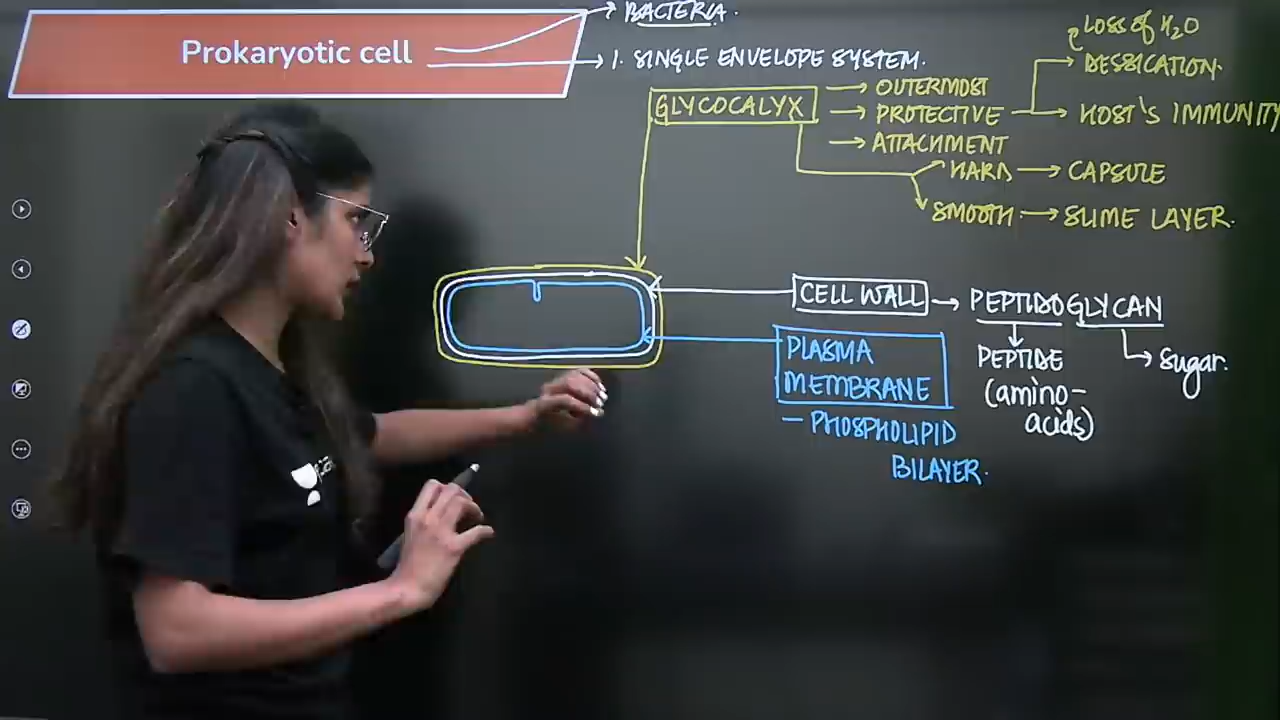 BACTERIA.
Prokaryotic cell
1. SINGLE ENVELOPE SYSTEM.
Loss of H2O
DESSICATION.
GLYCOCALYX
OUTERMOST
PROTECTIVE
HOST'S IMMUNITY
ATTACHMENT
HARD
CAPSULE
SMOOTH
SLIME LAYER.
CELL WALL
PEPTIDOGLYCAN
PLASMA
MEMBRANE
PEPTIDE
(amino-
acids)
Sugar.
- PHOSPHOLIPID
BILAYER.